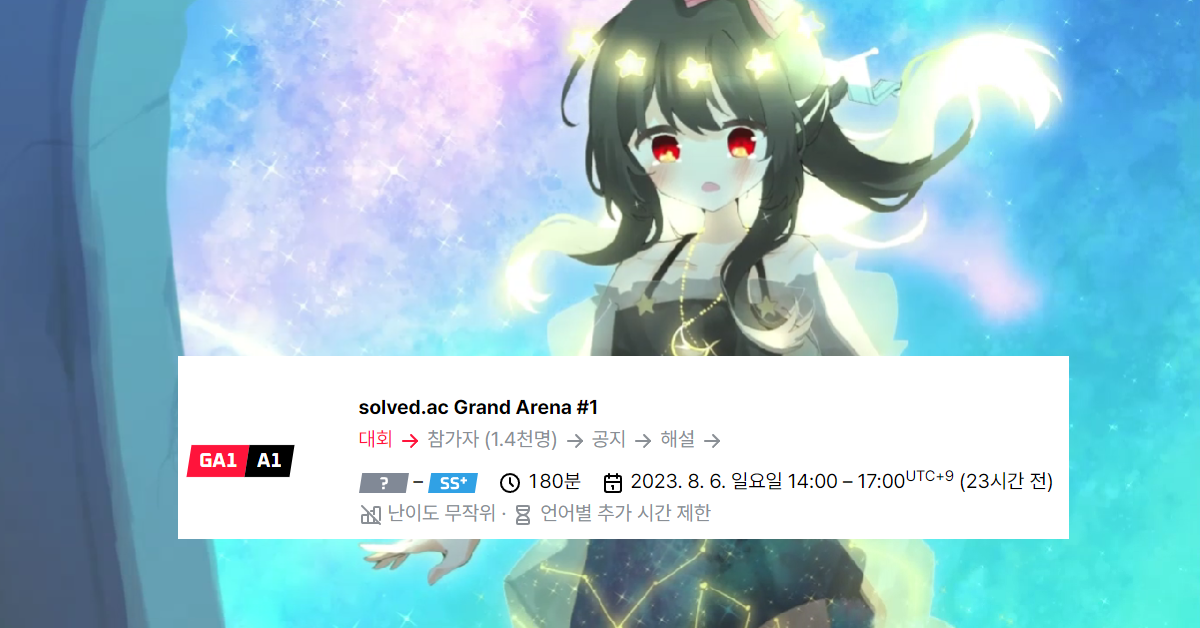 solved.ac Grand Arena #1
대회 → 참가자 (1.4천명) → 공지 → 해설 →
GA1 A1
? – SS+ 180분 2023. 8. 6. 일요일 14:00 – 17:00UTC+9 (23시간 전)
난이도 무작위 · 언어별 추가 시간 제한